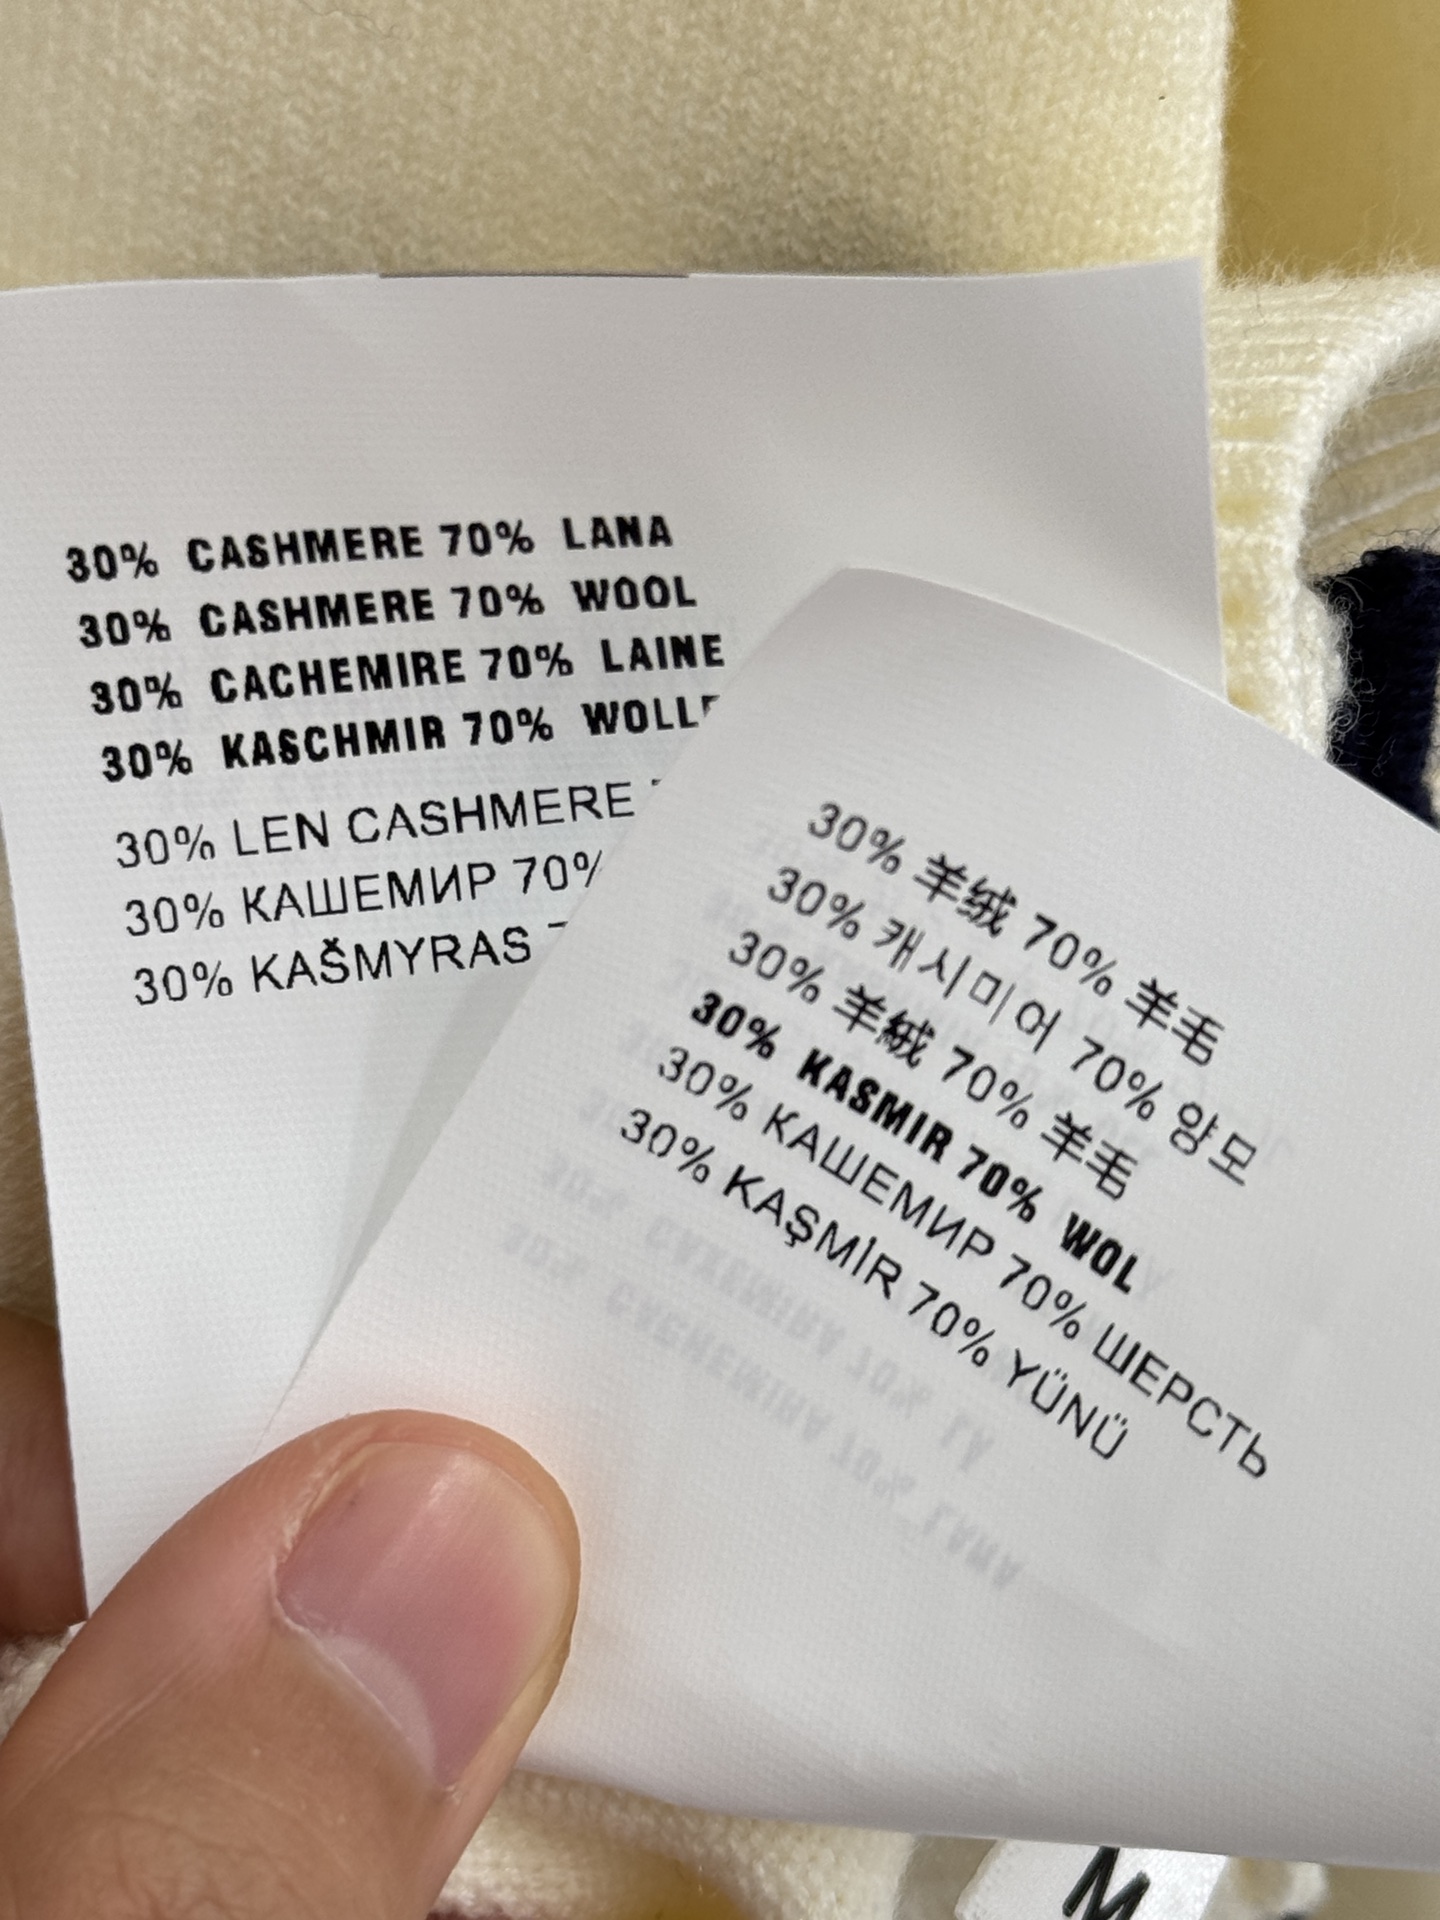 30% CASHMERE 70% LANA
30% CASHMERE 70% WOOL
30% CACHEMIRE 70% LAINE
30% KASCHMIR 70% WOLLE
30% LEN CASHMERE
30% КАШЕМИР 70%
30% KAŠMYRAS
30% 羊绒 70% 羊毛
30% 캐시미어 70% 양모
30% 羊絨 70% 羊毛
30% KASMIR 70% WOL
30% КАШЕМИР 70% ШЕРСТЬ
30% KAŞMİR 70% YÜNÜ
M